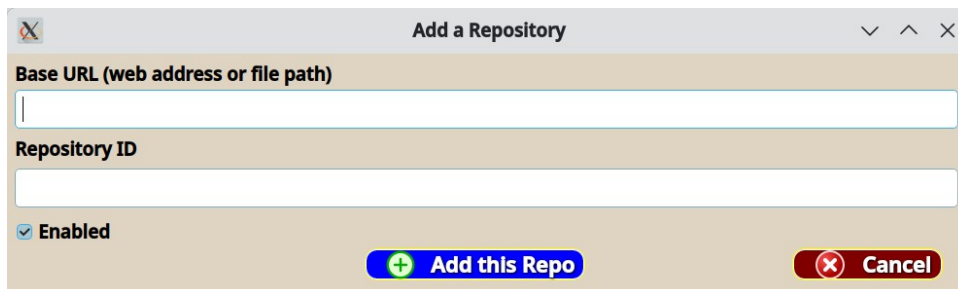 Add a Repository
Base URL (web address or file path)
Repository ID
Enabled
Add this Repo
Cancel